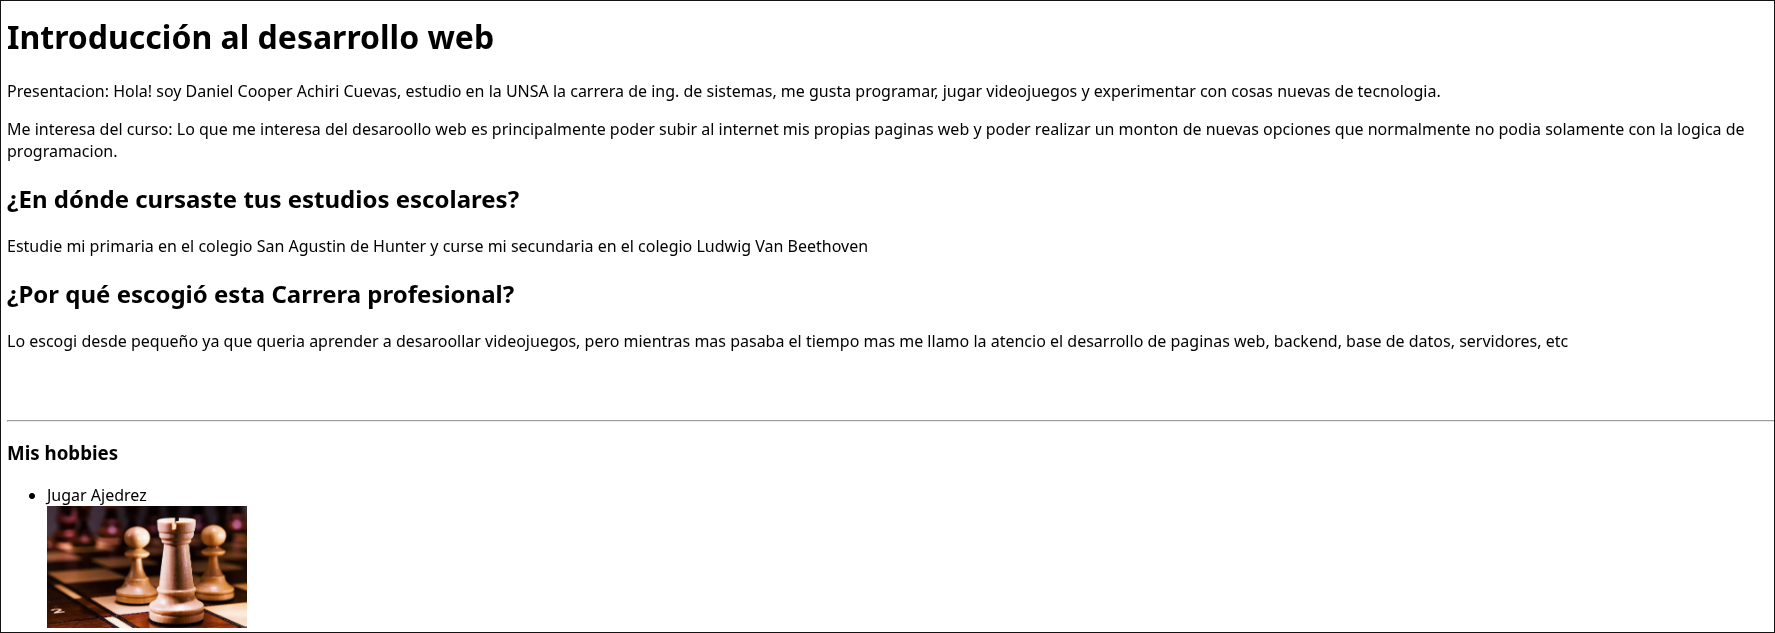 Introducción al desarrollo web
Presentacion: Hola! soy Daniel Cooper Achiri Cuevas, estudio en la UNSA la carrera de ing. de sistemas, me gusta programar, jugar videojuegos y experimentar con cosas nuevas de tecnologia.
Me interesa del curso: Lo que me interesa del desaroollo web es principalmente poder subir al internet mis propias paginas web y poder realizar un monton de nuevas opciones que normalmente no podia solamente con la logica de
programacion.
¿En dónde cursaste tus estudios escolares?
Estudie mi primaria en el colegio San Agustin de Hunter y curse mi secundaria en el colegio Ludwig Van Beethoven
¿Por qué escogió esta Carrera profesional?
Lo escogi desde pequeño ya que queria aprender a desaroollar videojuegos, pero mientras mas pasaba el tiempo mas me llamo la atencio el desarrollo de paginas web, backend, base de datos, servidores, etc
Mis hobbies
Jugar Ajedrez
2